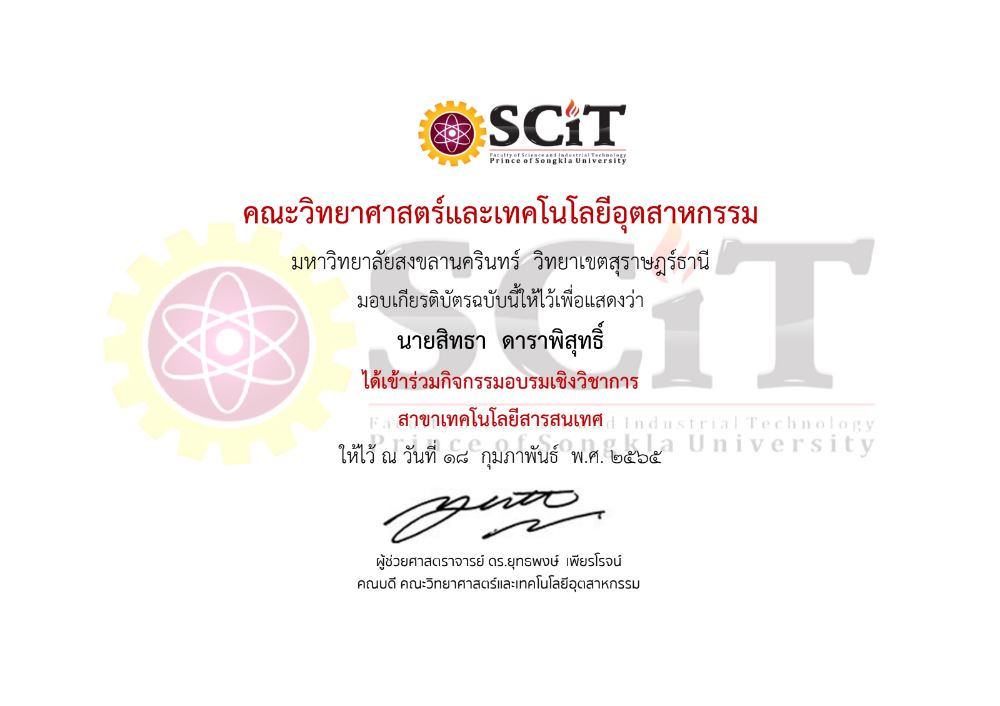 SCiT
Faculty of Science and Industrial Technology
Prince of Songkla University
คณะวิทยาศาสตร์และเทคโนโลยีอุตสาหกรรม
มหาวิทยาลัยสงขลานครินทร์ วิทยาเขตสุราษฎร์ธานี
มอบเกียรติบัตรฉบับนี้ให้ไว้เพื่อแสดงว่า
นายสิทธา ดาราพิสุทธิ์
ได้เข้าร่วมกิจกรรมอบรมเชิงวิชาการ
สาขาเทคโนโลยีสารสนเทศ
ให้ไว้ ณ วันที่ ๑๘ กุมภาพันธ์ พ.ศ. ๒๕๖๕
ผู้ช่วยศาสตราจารย์ ดร.ยุทธพงษ์ เพียรโรจน์
คณบดี คณะวิทยาศาสตร์และเทคโนโลยีอุตสาหกรรม